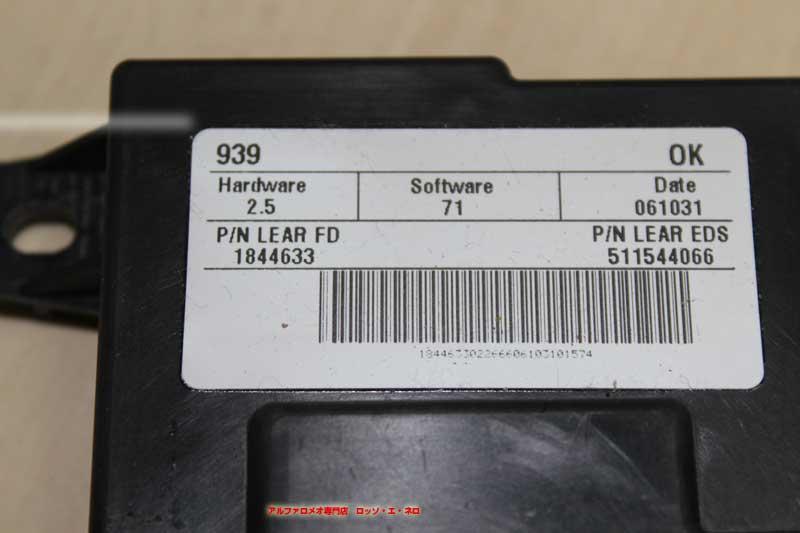 939 OK
Hardware Software Date
2.5 71 061031
P/N LEAR FD P/N LEAR EDS
1844633 511544066
184463302266606103101574
アルファロメオ専門店 ロッソ・エ・ネロ